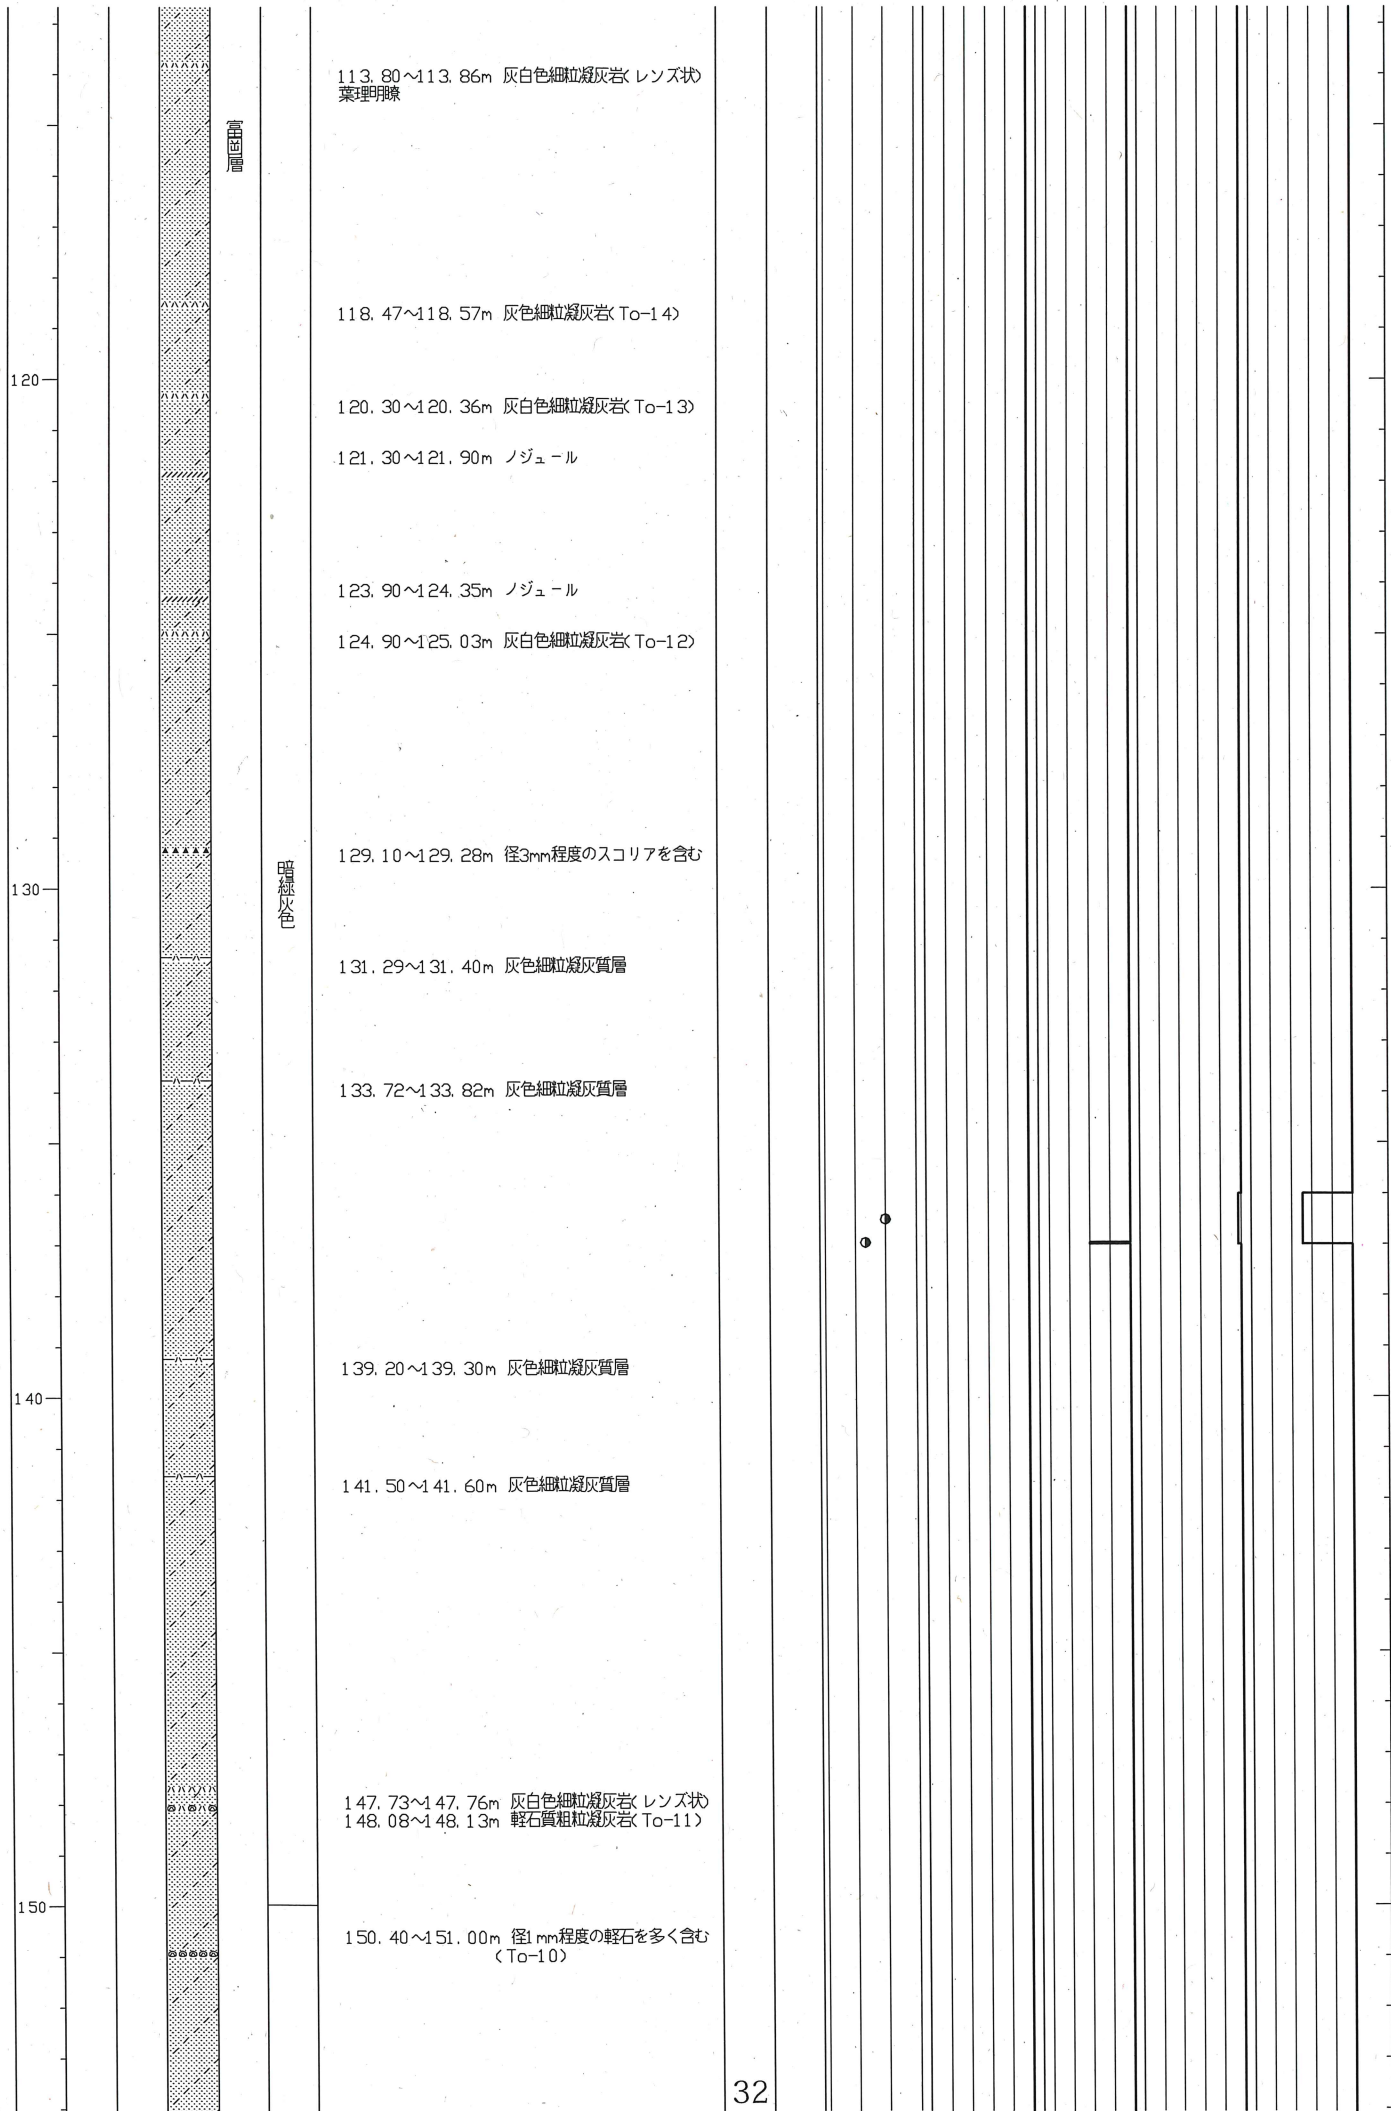 113.80～113.86m 灰白色細粒凝灰岩(レンズ状)
葉理明瞭
富岡層
118.47～118.57m 灰色細粒凝灰岩(To-14)
120
120.30～120.36m 灰白色細粒凝灰岩(To-13)
121.30～121.90m ノジュール
123.90～124.35m ノジュール
124.90～125.03m 灰白色細粒凝灰岩(To-12)
129.10～129.28m 径3mm程度のスコリアを含む
130
暗緑灰色
131.29～131.40m 灰色細粒凝灰質層
133.72～133.82m 灰色細粒凝灰質層
139.20～139.30m 灰色細粒凝灰質層
140
141.50～141.60m 灰色細粒凝灰質層
147.73～147.76m 灰白色細粒凝灰岩(レンズ状)
148.08～148.13m 軽石質粗粒凝灰岩(To-11)
150
150.40～151.00m 径1mm程度の軽石を多く含む
(To-10)
32